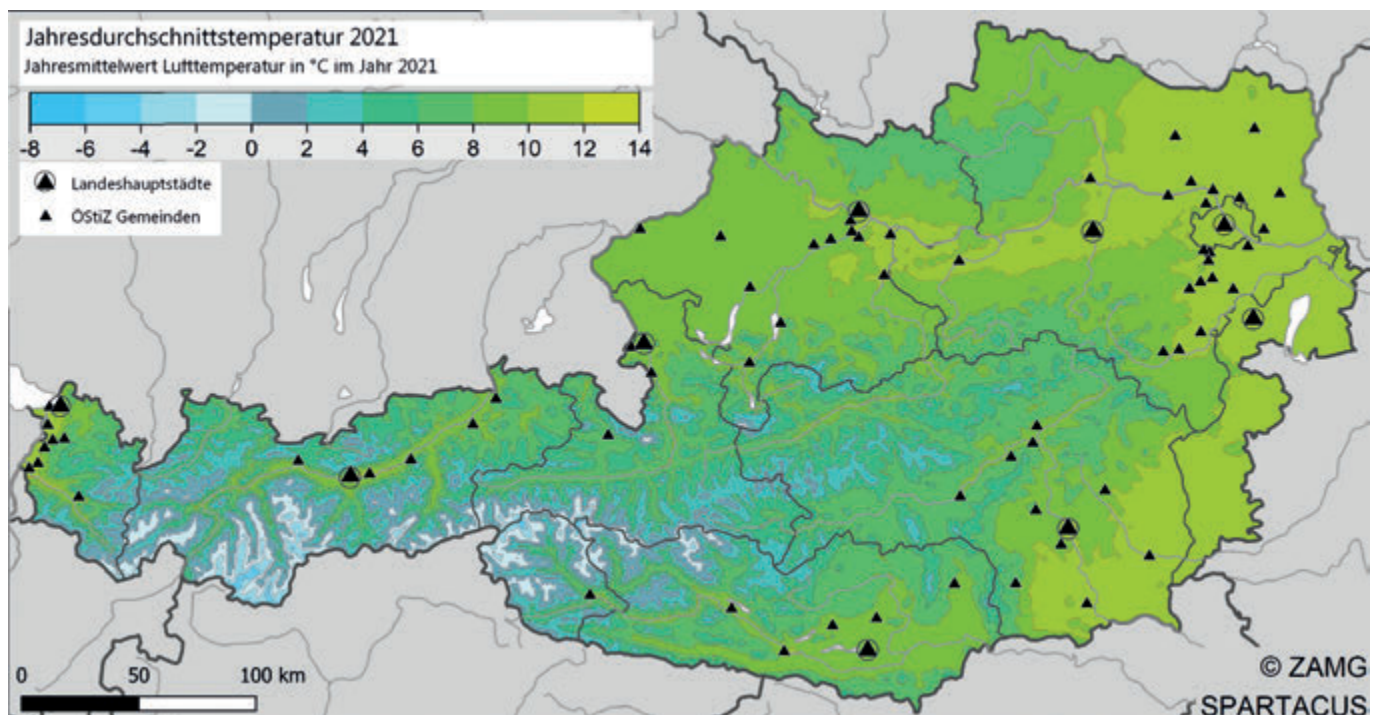 Jahresdurchschnittstemperatur 2021
Jahresmittelwert Lufttemperatur in °C im Jahr 2021
-8 -6 -4 -2 0 2 4 6 8 10 12 14
Landeshauptstädte
ÖStiZ Gemeinden
0 50 100 km
© ZAMG
SPARTACUS